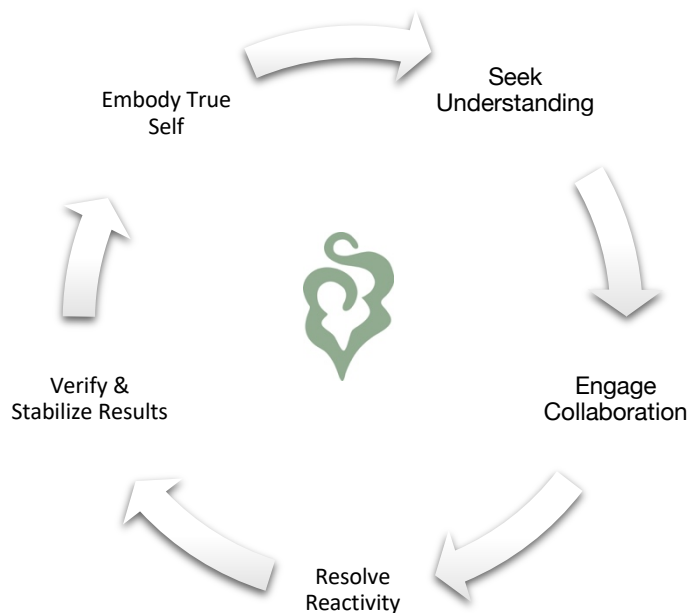 Embody True
Self
Seek
Understanding
Engage
Collaboration
Resolve
Reactivity
Verify &
Stabilize Results